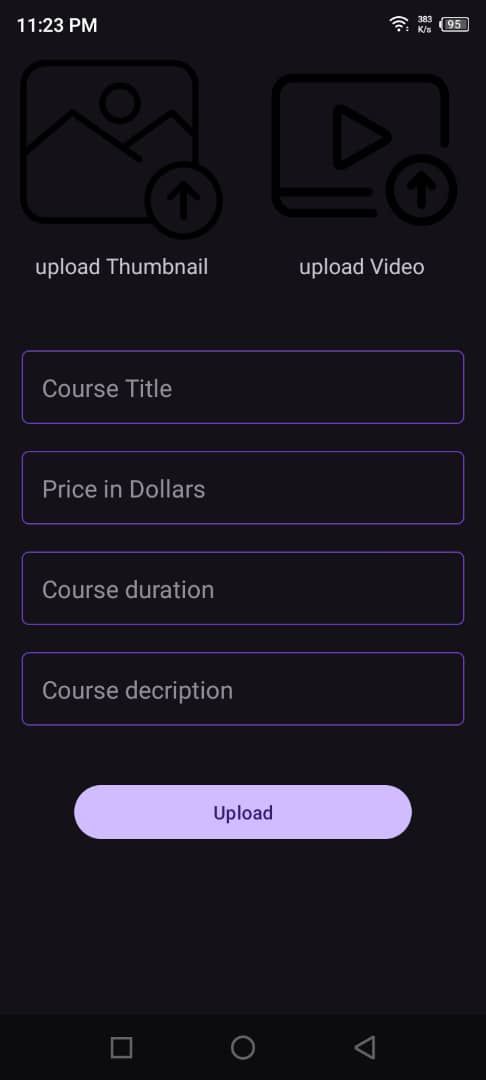 11:23 PM 383 K/s 95
upload Thumbnail upload Video
Course Title
Price in Dollars
Course duration
Course decription
Upload